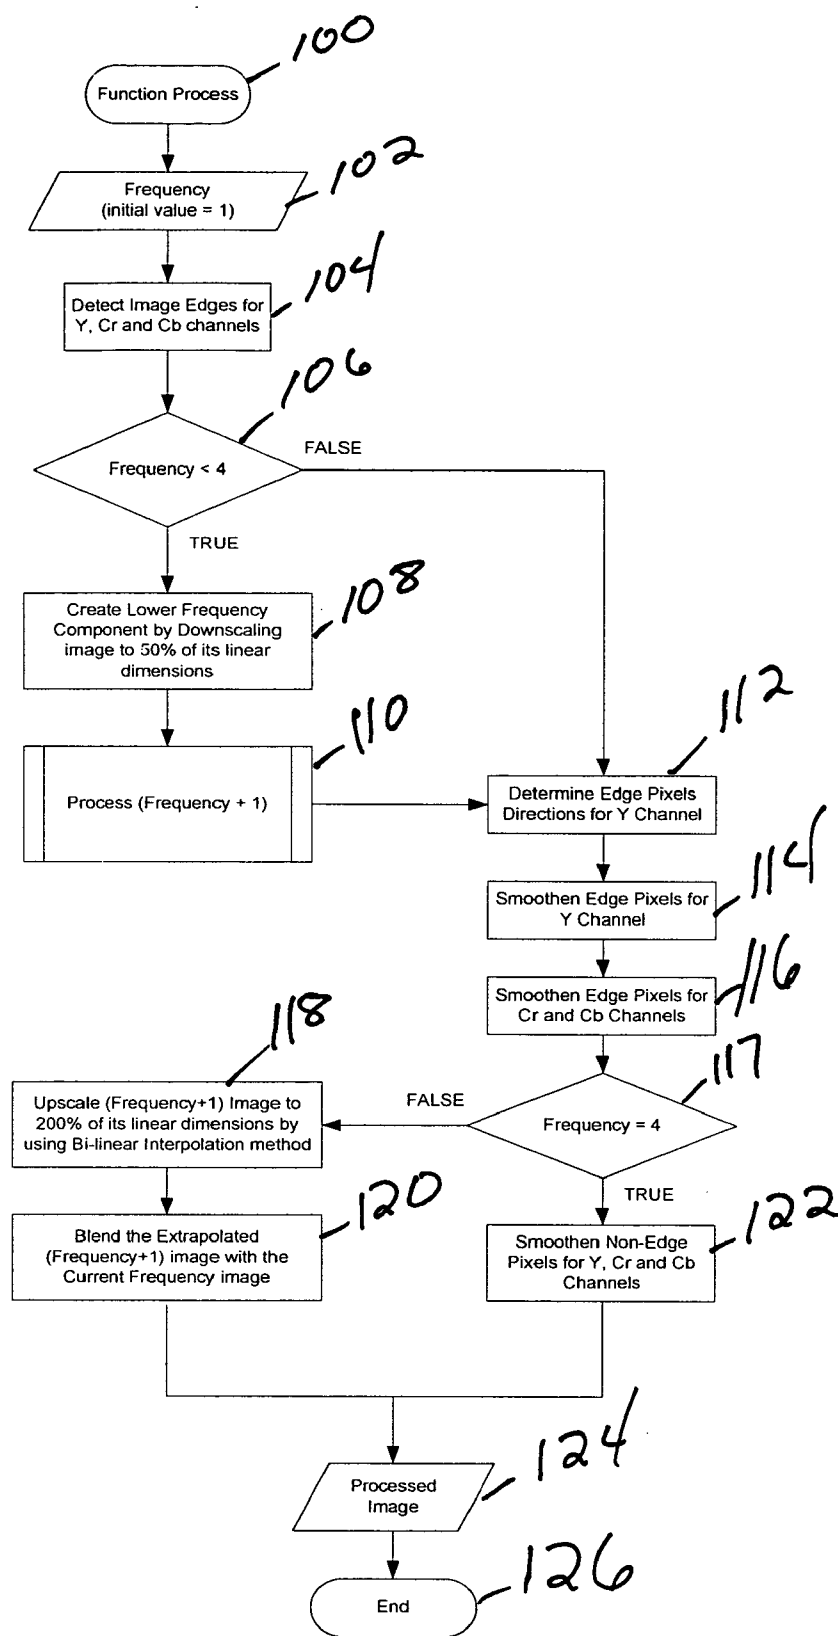 100
Function Process
102
Frequency
(initial value = 1)
104
Detect Image Edges for
Y, Cr and Cb channels
106
Frequency < 4
FALSE
TRUE
108
Create Lower Frequency
Component by Downscaling
image to 50% of its linear
dimensions
110
Process (Frequency + 1)
112
Determine Edge Pixels
Directions for Y Channel
114
Smoothen Edge Pixels for
Y Channel
116
Smoothen Edge Pixels for
Cr and Cb Channels
117
Frequency = 4
FALSE
TRUE
118
Upscale (Frequency+1) Image to
200% of its linear dimensions by
using Bi-linear Interpolation method
120
Blend the Extrapolated
(Frequency+1) image with the
Current Frequency image
122
Smoothen Non-Edge
Pixels for Y, Cr and Cb
Channels
124
Processed
Image
126
End